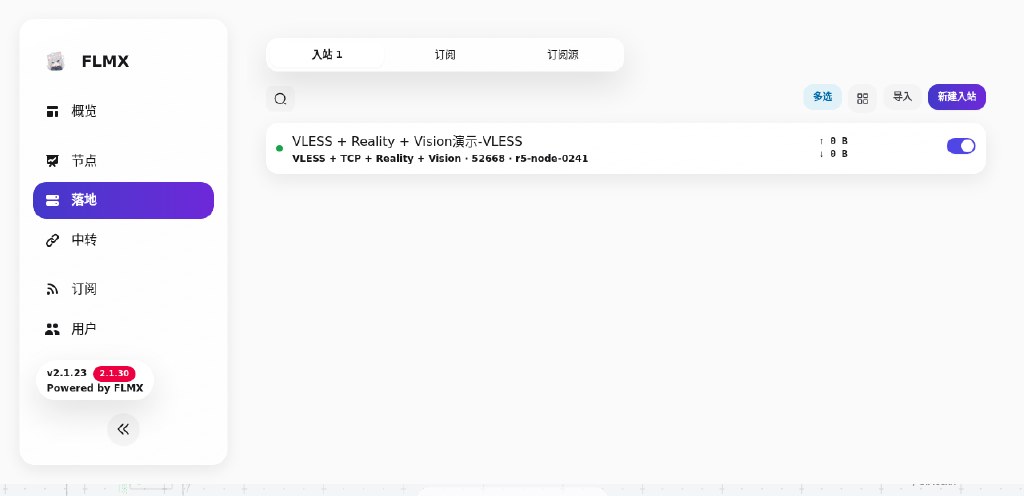 FLMX
概览
节点
落地
中转
订阅
用户
v2.1.23 2.1.30
Powered by FLMX
入站 1 订阅 订阅源
多选 导入 新建入站
VLESS + Reality + Vision演示-VLESS
VLESS + TCP + Reality + Vision · 52668 · r5-node-0241
↑ 0 B
↓ 0 B